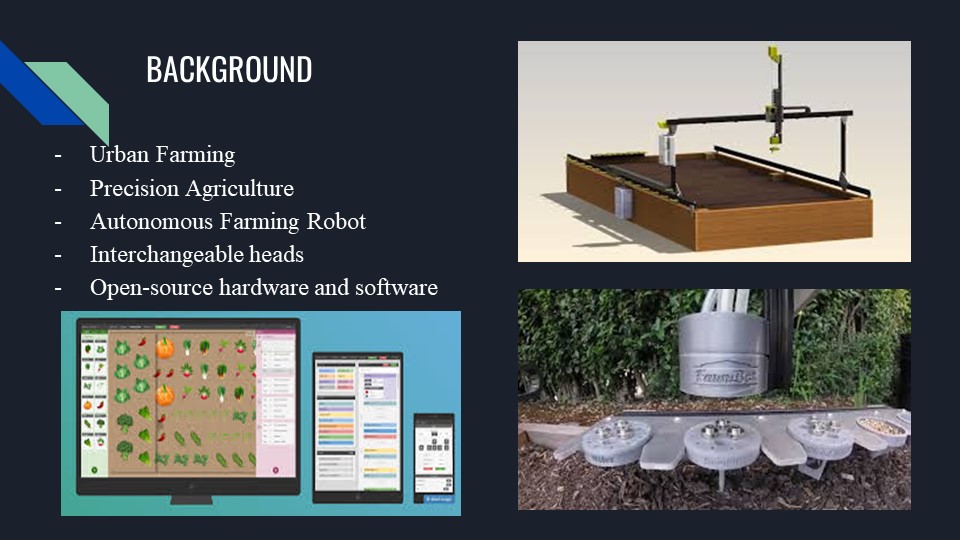 BACKGROUND
- Urban Farming
- Precision Agriculture
- Autonomous Farming Robot
- Interchangeable heads
- Open-source hardware and software
FarmBot